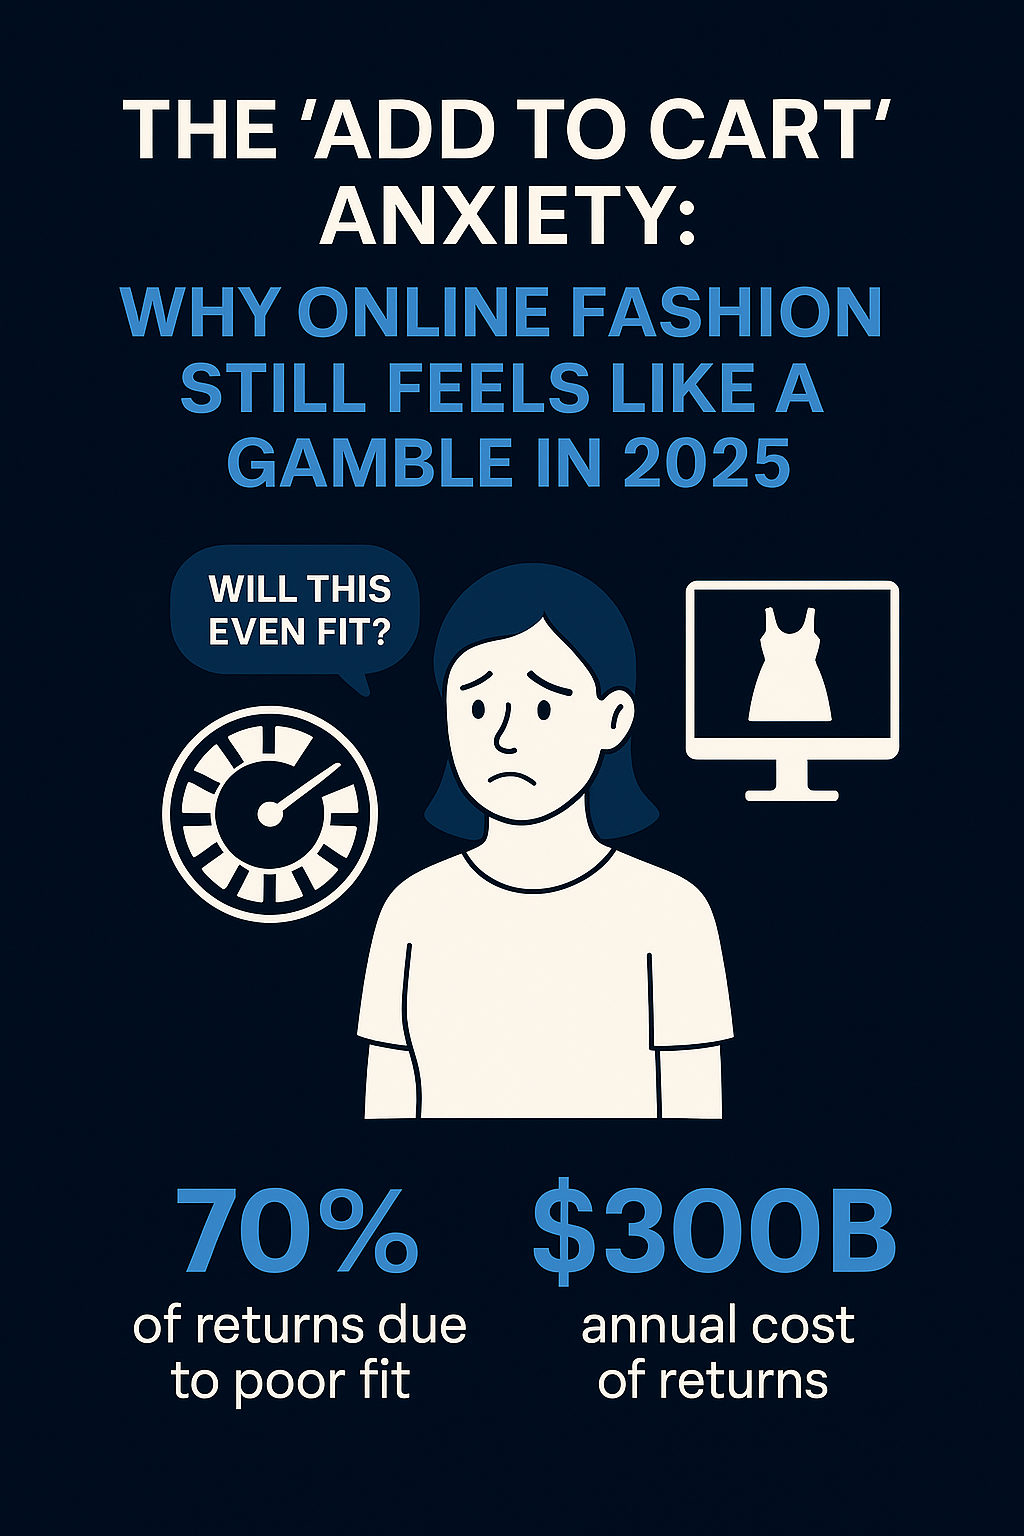 THE ‘ADD TO CART‘
ANXIETY:
WHY ONLINE FASHION
STILL FEELS LIKE A
GAMBLE IN 2025
WILL THIS
EVEN FIT?
70%
of returns due
to poor fit
$300B
annual cost
of returns